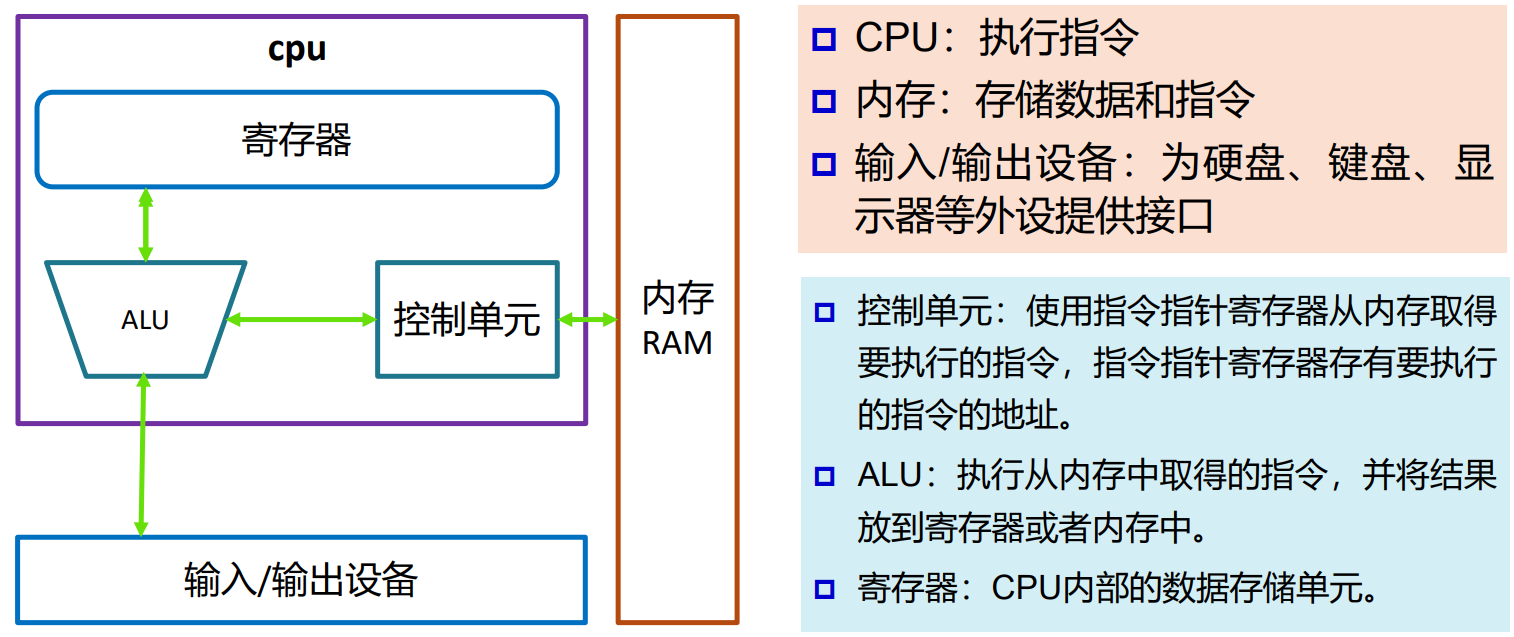 cpu
寄存器
ALU
控制单元
内存
RAM
输入/输出设备
CPU：执行指令
内存：存储数据和指令
输入/输出设备：为硬盘、键盘、显
示器等外设提供接口
控制单元：使用指令指针寄存器从内存取得
要执行的指令，指令指针寄存器存有要执行
的指令的地址。
ALU：执行从内存中取得的指令，并将结果
放到寄存器或者内存中。
寄存器：CPU内部的数据存储单元。